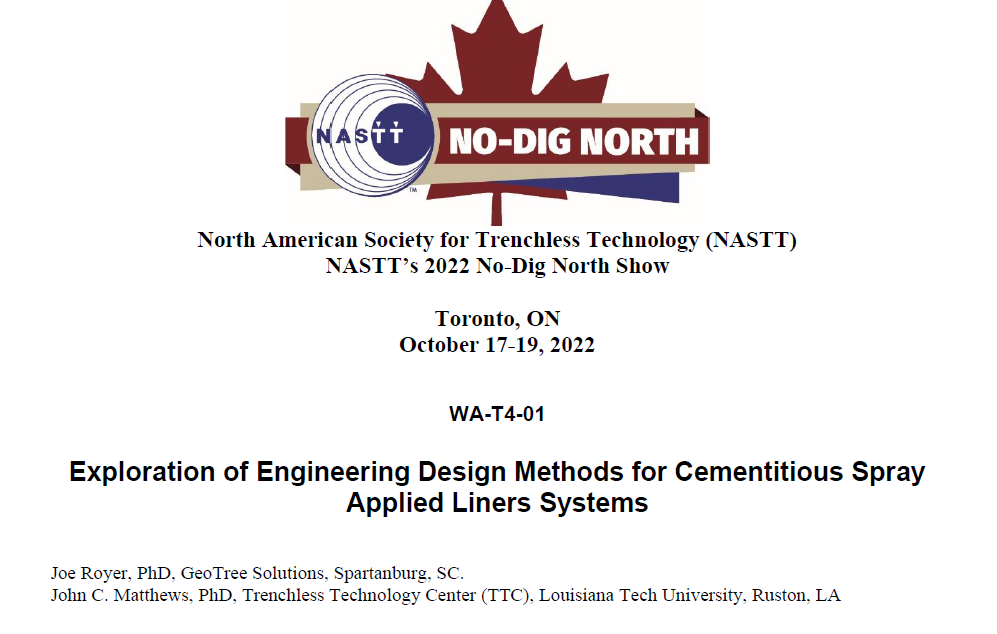 NASTT
NO-DIG NORTH
TM
North American Society for Trenchless Technology (NASTT)
NASTT’s 2022 No-Dig North Show
Toronto, ON
October 17-19, 2022
WA-T4-01
Exploration of Engineering Design Methods for Cementitious Spray
Applied Liners Systems
Joe Royer, PhD, GeoTree Solutions, Spartanburg, SC.
John C. Matthews, PhD, Trenchless Technology Center (TTC), Louisiana Tech University, Ruston, LA